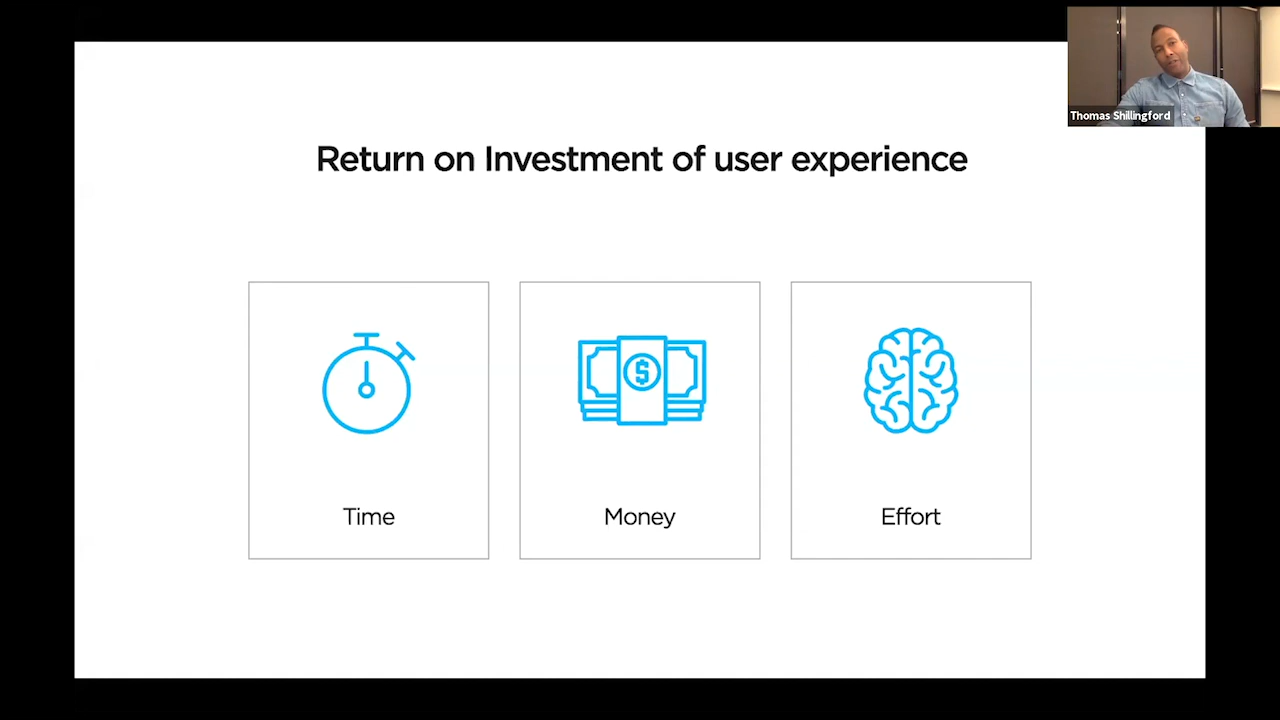 Thomas Shillingford
Return on Investment of user experience
$
Time
Money
Effort